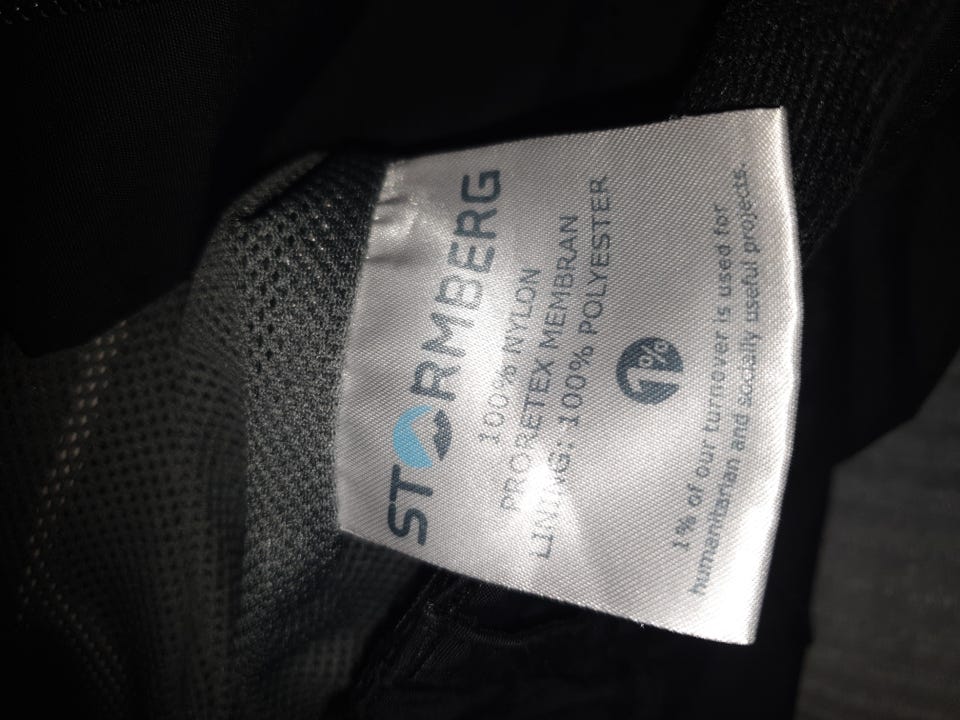 STORMBERG
100% NYLON
PRORETEX MEMBRAN
LINING: 100% POLYESTER
1%
1% of our turnover is used for
humanitarian and socially useful projects.